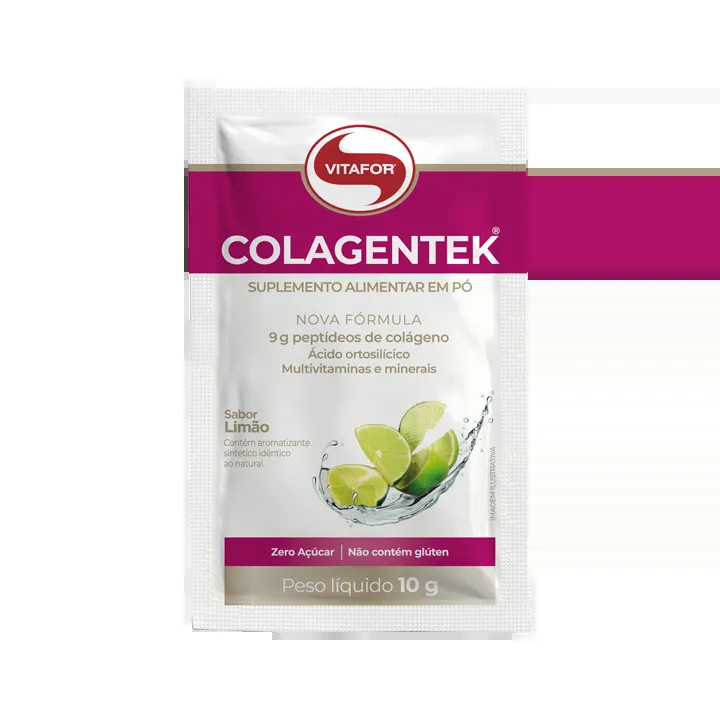 VITAFOR®
COLAGENTEK®
SUPLEMENTO ALIMENTAR EM PÓ
NOVA FÓRMULA
9 g peptídeos de colágeno
Ácido ortosilícico
Multivitaminas e minerais
Sabor
Limão
Contém aromatizante
sintético idêntico
ao natural.
IMAGEM ILUSTRATIVA
Zero Açúcar | Não contém glúten
Peso líquido 10 g